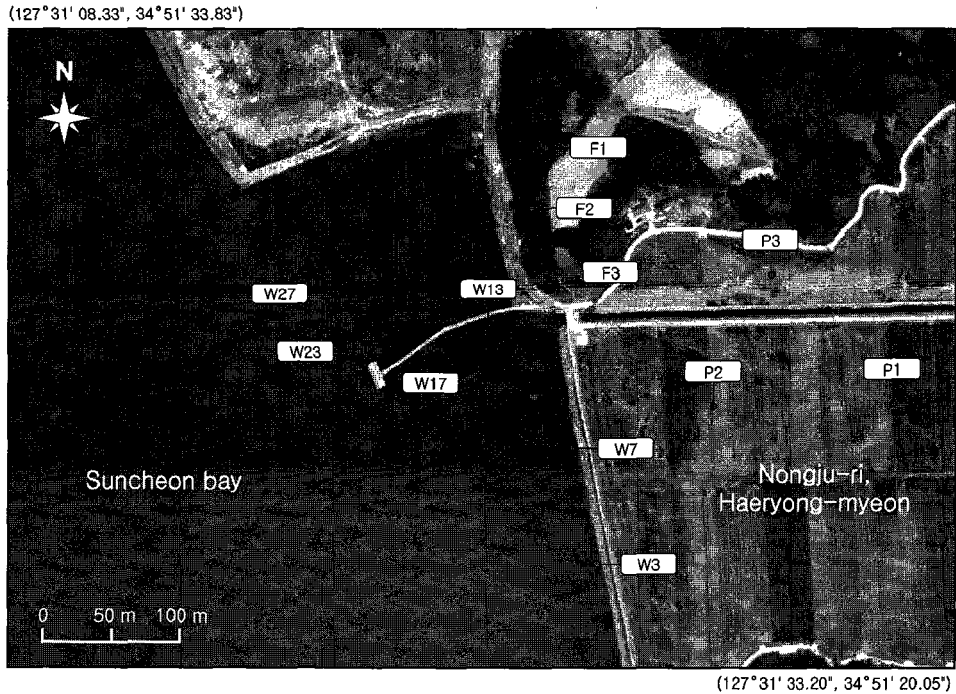 (127°31' 08.33", 34°51' 33.83")
N
F1
F2
P3
F3
W27
W13
W23
W17
P2
P1
W7
Suncheon bay
Nongju-ri,
Haeryong-myeon
W3
0 50 m 100 m
(127°31' 33.20", 34°51' 20.05")